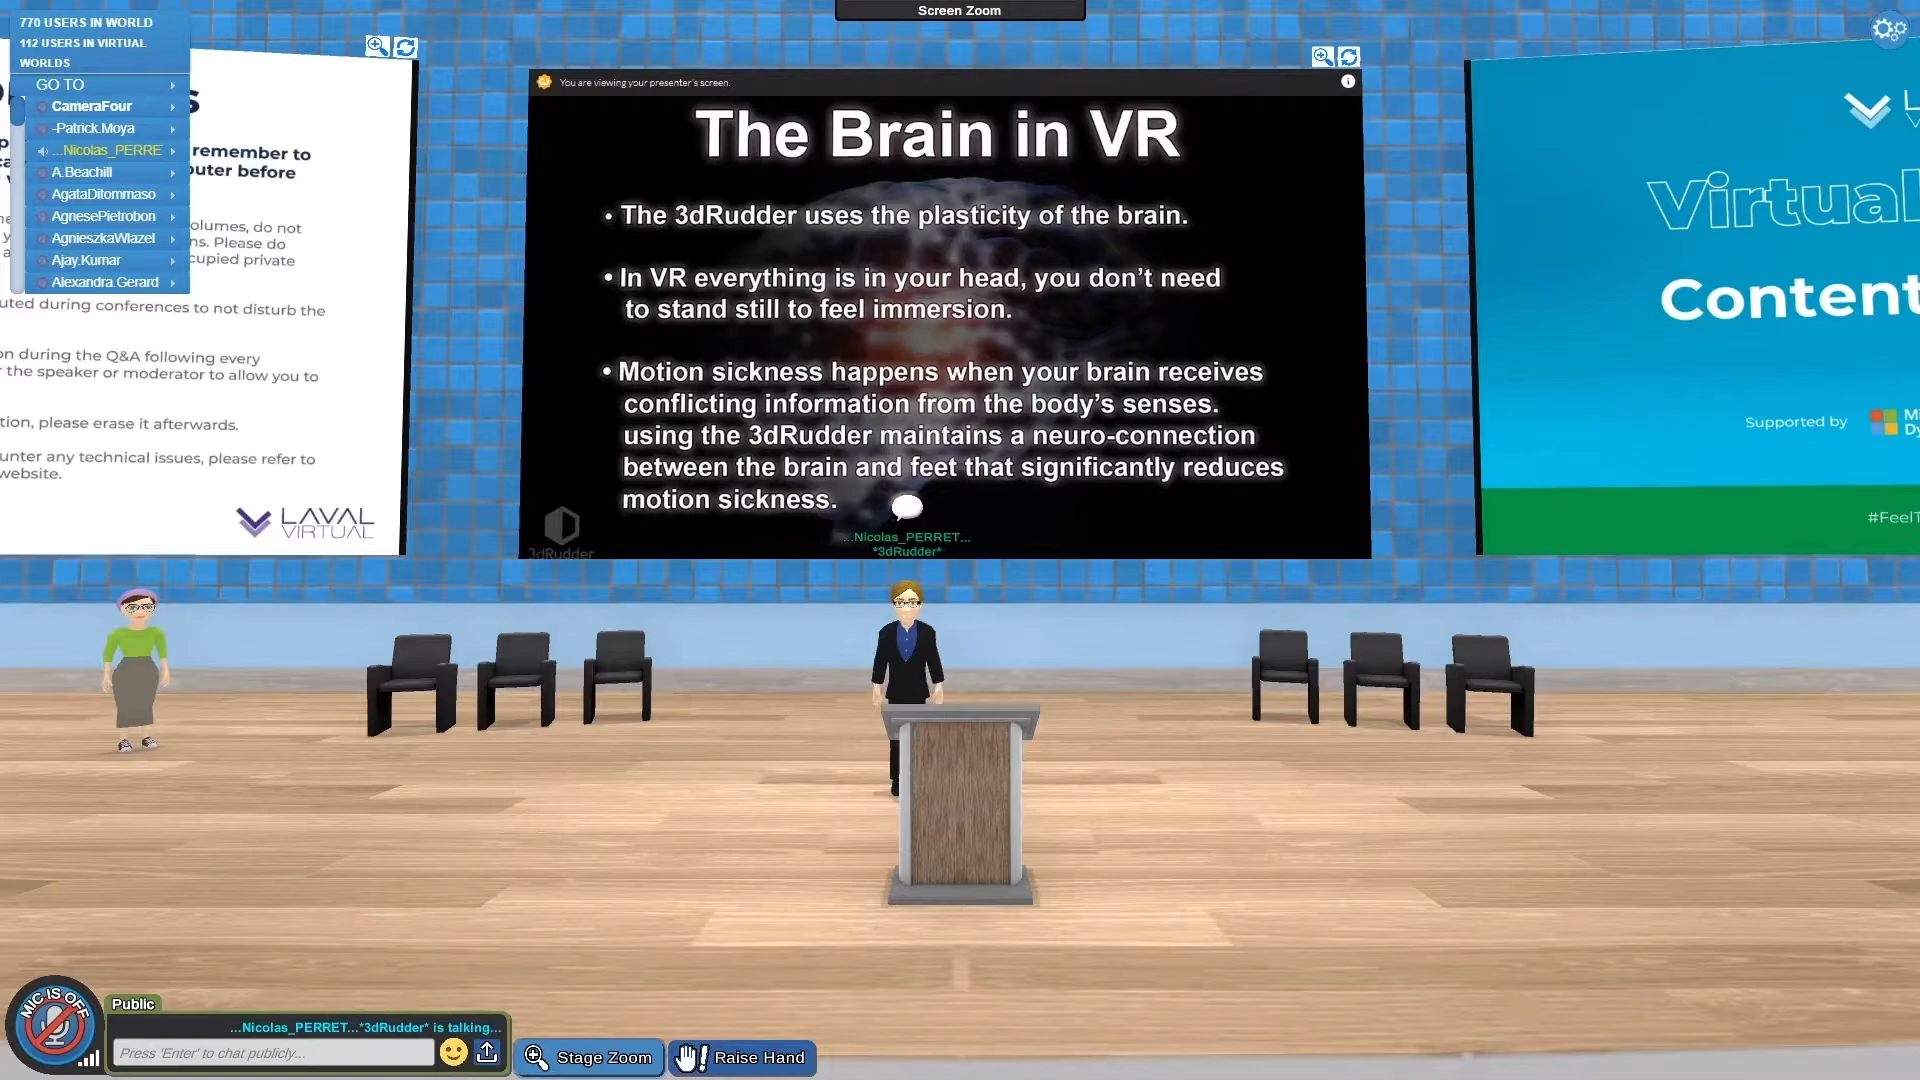 Screen Zoom
770 USERS IN WORLD
112 USERS IN VIRTUAL
WORLDS
GO TO
CameraFour
-Patrick.Moya
...Nicolas_PERRE
A.Beachill
AgataDitommaso
AgnesePietrobon
AgnieszkaWlazel
Ajay.Kumar
Alexandra.Gerard
remember to
before
olumes, do not
Please do
private
during conferences to not disturb the
during the Q&A following every
the speaker or moderator to allow you to
please erase it afterwards.
any technical issues, please refer to
website.
LAVAL
VIRTUAL
You are viewing your presenter's screen.
The Brain in VR
• The 3dRudder uses the plasticity of the brain.
• In VR everything is in your head, you don’t need
to stand still to feel immersion.
• Motion sickness happens when your brain receives
conflicting information from the body’s senses.
using the 3dRudder maintains a neuro-connection
between the brain and feet that significantly reduces
motion sickness.
3dRudder
...Nicolas_PERRET...
*3dRudder*
Virtual
Content
Supported by
#Feel
MIC IS OFF
Public
...Nicolas_PERRET...*3dRudder* is talking...
Press 'Enter' to chat publicly...
Stage Zoom
Raise Hand